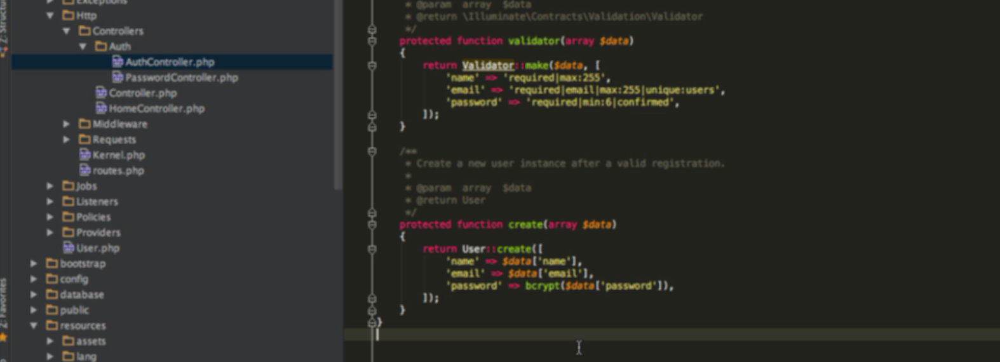 Z: Structu
Exceptions
Http
Controllers
Auth
AuthController.php
PasswordController.php
Controller.php
HomeController.php
Middleware
Requests
Kernel.php
routes.php
Jobs
Listeners
Policies
Providers
User.php
bootstrap
config
database
public
resources
assets
lang
2: Favorites
* @param  array  $data
* @return \Illuminate\Contracts\Validation\Validator
*/
protected function validator(array $data)
{
return Validator::make($data, [
'name' => 'required|max:255',
'email' => 'required|email|max:255|unique:users',
'password' => 'required|min:6|confirmed',
]);
}
/**
* Create a new user instance after a valid registration.
*
* @param  array  $data
* @return User
*/
protected function create(array $data)
{
return User::create([
'name' => $data['name'],
'email' => $data['email'],
'password' => bcrypt($data['password']),
]);
}
}